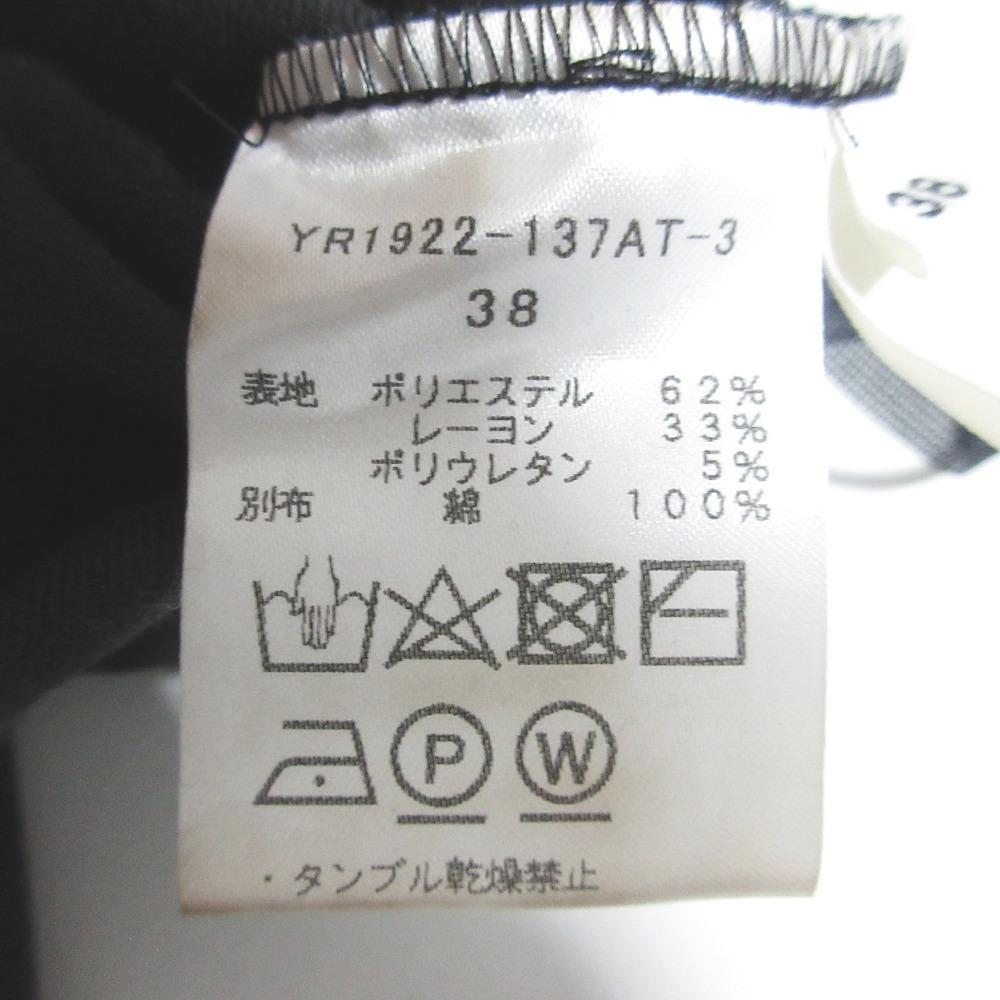 YR1922-137AT-3
38
表地 ポリエステル 62%
レーヨン 33%
ポリウレタン 5%
別布 綿 100%
P W
・タンブル乾燥禁止
38